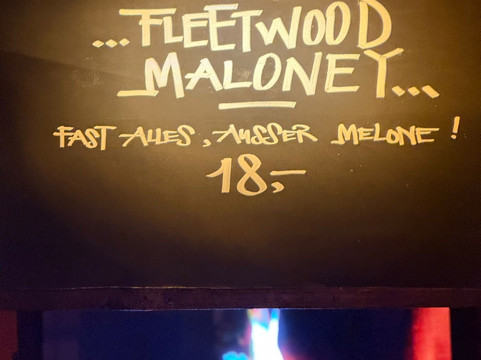 ...FLEETWOOD
MALONEY...
FAST ALLES, AUSSER MELONE!
18,-